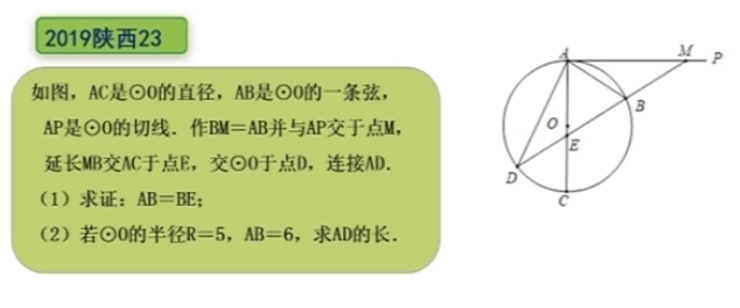 2019陕西23
如图，AC是⊙O的直径，AB是⊙O的一条弦，
AP是⊙O的切线．作BM＝AB并与AP交于点M，
延长MB交AC于点E，交⊙O于点D，连接AD．
（1）求证：AB＝BE；
（2）若⊙O的半径R＝5，AB＝6，求AD的长．
A
M
P
B
O
E
D
C